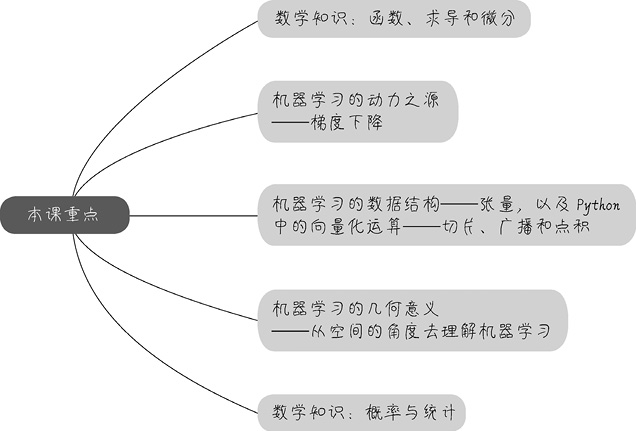 数学知识：函数、求导和微分
机器学习的动力之源
——梯度下降
本课重点
机器学习的数据结构——张量，以及 Python
中的向量化运算——切片、广播和点积
机器学习的几何意义
——从空间的角度去理解机器学习
数学知识：概率与统计